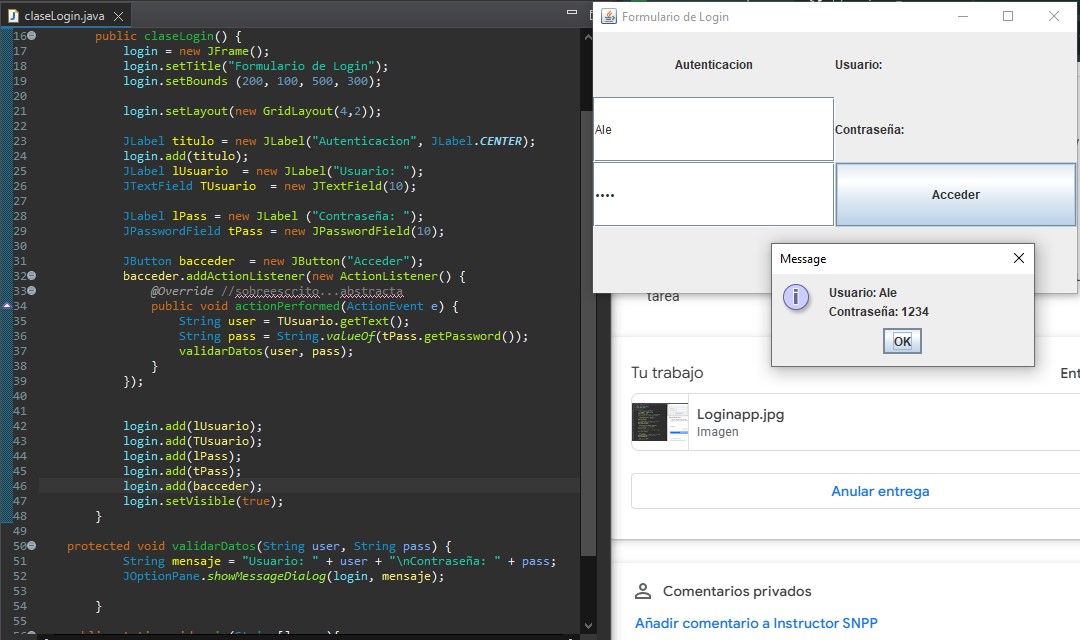 claseLogin.java
16 public claseLogin() {
17 login = new JFrame();
18 login.setTitle("Formulario de Login");
19 login.setBounds (200, 100, 500, 300);
20
21 login.setLayout(new GridLayout(4,2));
22
23 JLabel titulo = new JLabel("Autenticacion", JLabel.CENTER);
24 login.add(titulo);
25 JLabel lUsuario = new JLabel("Usuario: ");
26 JTextField TUsuario = new JTextField(10);
27
28 JLabel lPass = new JLabel ("Contraseña: ");
29 JPasswordField tPass = new JPasswordField(10);
30
31 JButton bacceder = new JButton("Acceder");
32 bacceder.addActionListener(new ActionListener() {
33 @Override //sobreescrito...abstracta
34 public void actionPerformed(ActionEvent e) {
35 String user = TUsuario.getText();
36 String pass = String.valueOf(tPass.getPassword());
37 validarDatos(user, pass);
38 }
39 });
40
41
42 login.add(lUsuario);
43 login.add(TUsuario);
44 login.add(lPass);
45 login.add(tPass);
46 login.add(bacceder);
47 login.setVisible(true);
48 }
49
50 protected void validarDatos(String user, String pass) {
51 String mensaje = "Usuario: " + user + "\nContraseña: " + pass;
52 JOptionPane.showMessageDialog(login, mensaje);
53
54 }
55
Formulario de Login
Autenticacion
Usuario:
Ale
Contraseña:
••••
Acceder
Message
Usuario: Ale
Contraseña: 1234
OK
tarea
Tu trabajo
Ent
Loginapp.jpg
Imagen
Anular entrega
Comentarios privados
Añadir comentario a Instructor SNPP